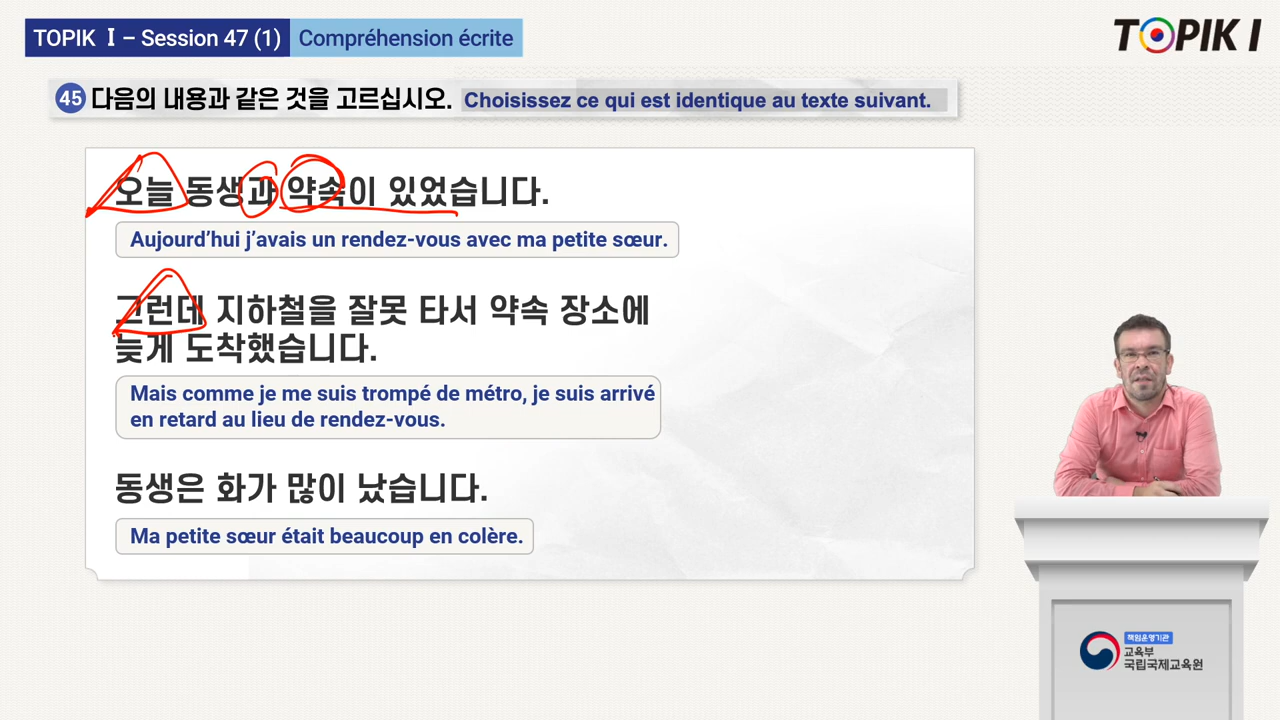 TOPIK I – Session 47 (1) Compréhension écrite
TOPIK I
45 다음의 내용과 같은 것을 고르십시오. Choisissez ce qui est identique au texte suivant.
오늘 동생과 약속이 있었습니다.
Aujourd’hui j’avais un rendez-vous avec ma petite sœur.
그런데 지하철을 잘못 타서 약속 장소에
늦게 도착했습니다.
Mais comme je me suis trompé de métro, je suis arrivé
en retard au lieu de rendez-vous.
동생은 화가 많이 났습니다.
Ma petite sœur était beaucoup en colère.
책임운영기관
교육부
국립국제교육원